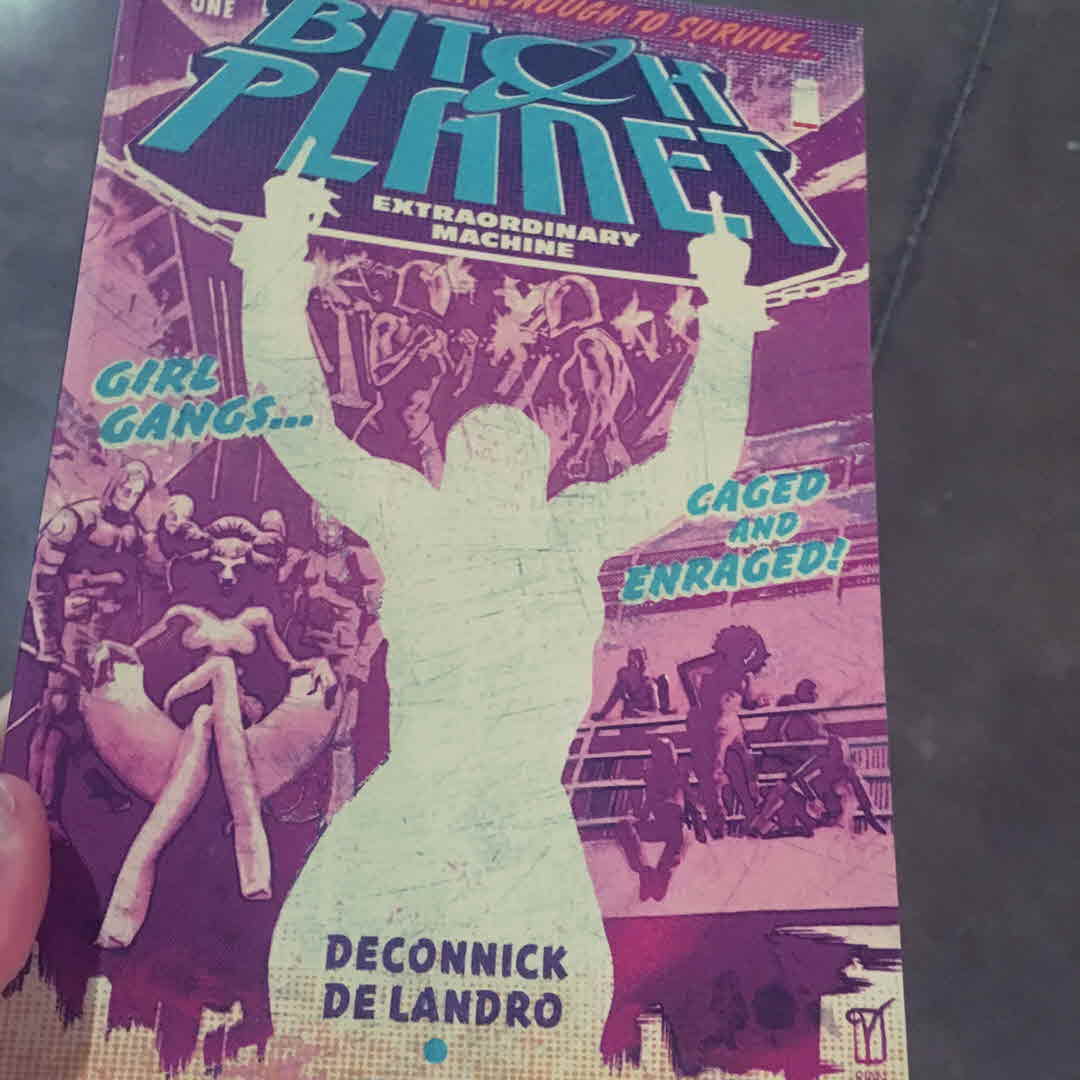 ONE
ENOUGH TO SURVIVE...
BITCH
PLANET
EXTRAORDINARY
MACHINE
GIRL
GANGS...
CAGED
AND
ENRAGED!
DECONNICK
DE LANDRO